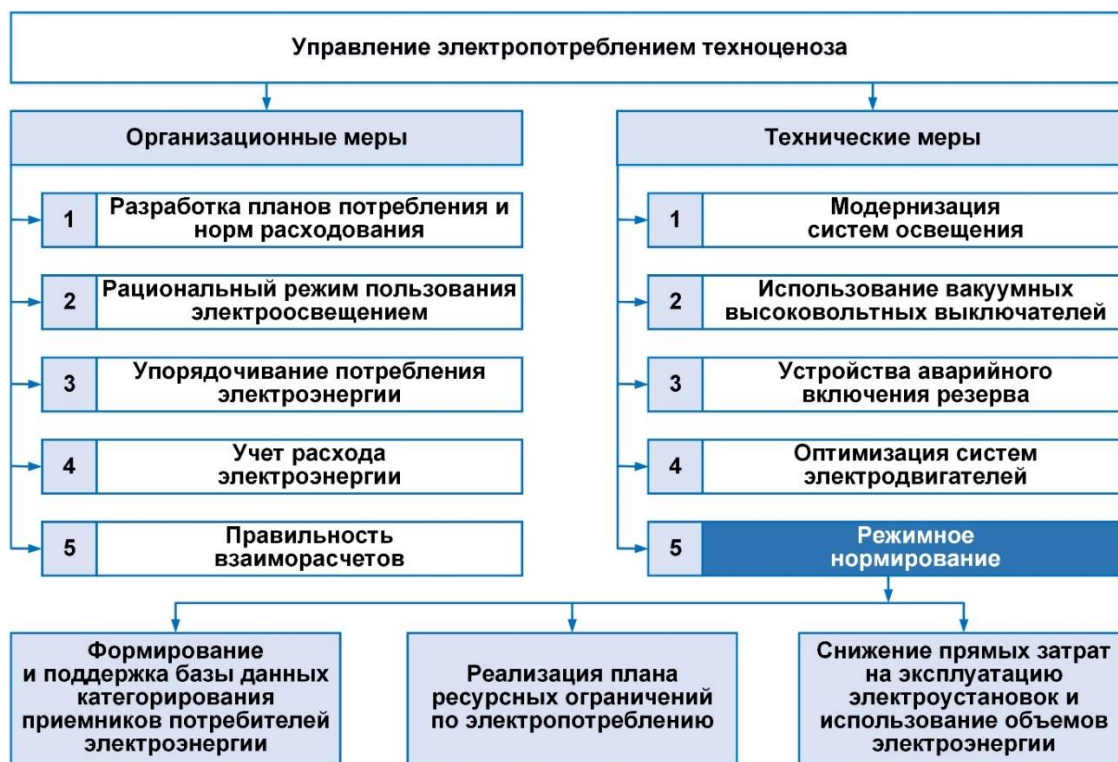 Управление электропотреблением техноценоза
Организационные меры
1
Разработка планов потребления и
норм расходования
2
Рациональный режим пользования
электроосвещением
3
Упорядочивание потребления
электроэнергии
4
Учет расхода
электроэнергии
5
Правильность
взаиморасчетов
Технические меры
1
Модернизация
систем освещения
2
Использование вакуумных
высоковольтных выключателей
3
Устройства аварийного
включения резерва
4
Оптимизация систем
электродвигателей
5
Режимное
нормирование
Формирование
и поддержка базы данных
категорирования
приемников потребителей
электроэнергии
Реализация плана
ресурсных ограничений
по электропотреблению
Снижение прямых затрат
на эксплуатацию
электроустановок и
использование объемов
электроэнергии